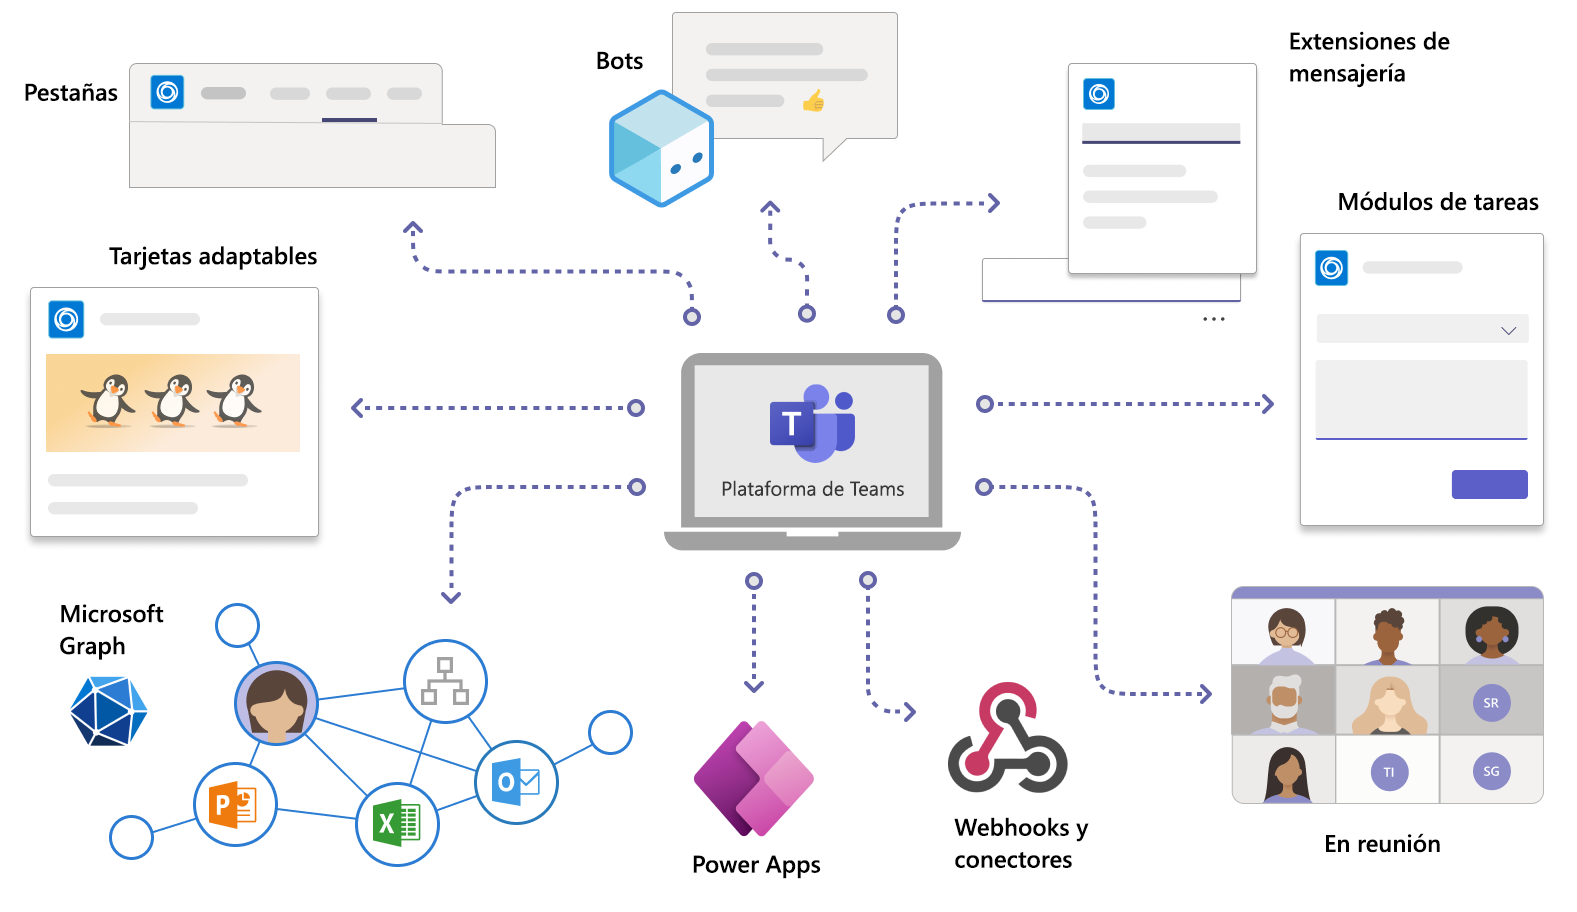 Pestañas
Bots
Extensiones de
mensajería
Tarjetas adaptables
Módulos de tareas
T
Plataforma de Teams
Microsoft
Graph
P
X
O
Power Apps
Webhooks y
conectores
SR
TI
SG
En reunión